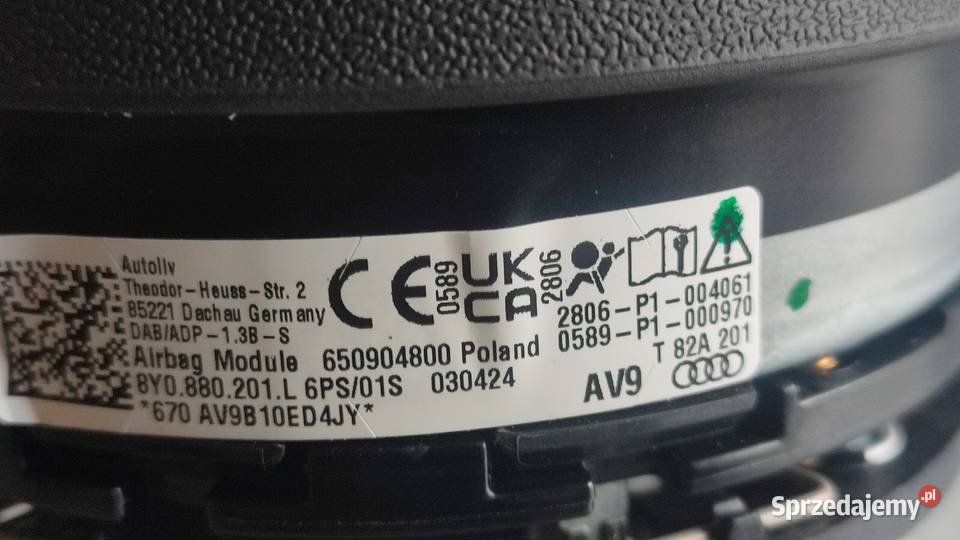 Autoliv
Theodor-Heuss-Str. 2
85221 Dachau Germany
DAB/ADP-1.3B-S
Airbag Module 650904800 Poland
8Y0.880.201.L 6PS/01S 030424
*670 AV9B10ED4JY*
CE 0589
UK
CA
2806
2806-P1-004061
0589-P1-000970
T 82A 201
AV9
Sprzedajemy.pl